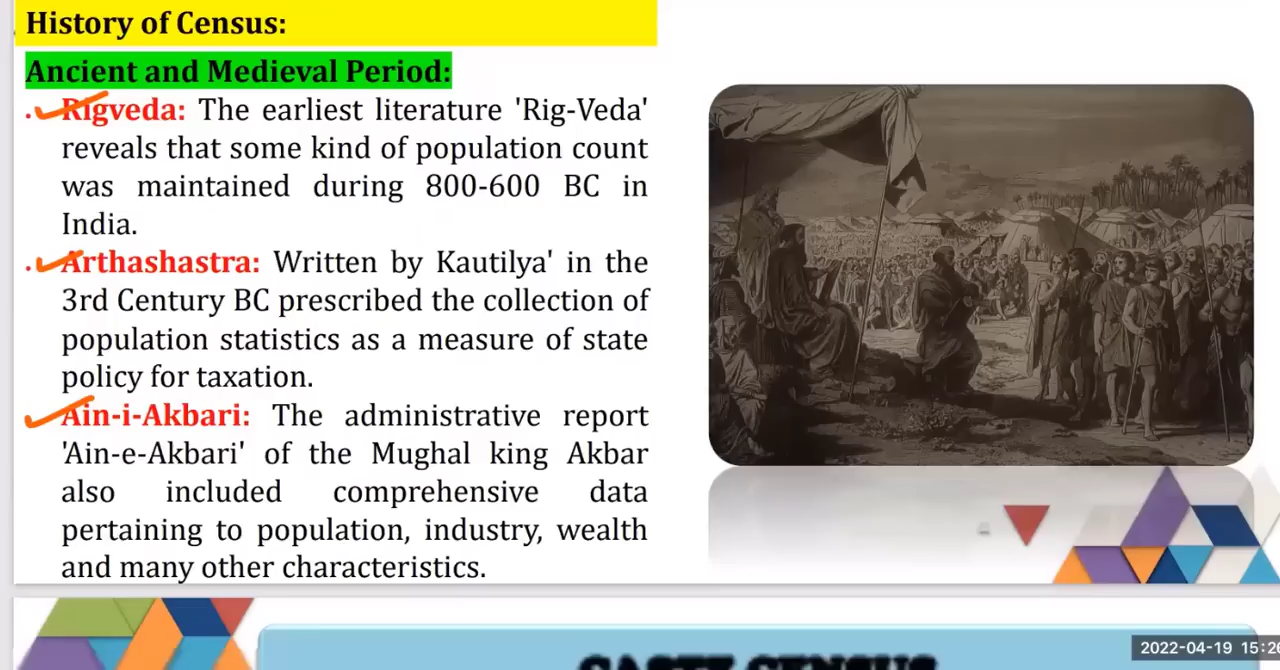 History of Census:
Ancient and Medieval Period:
Rigveda: The earliest literature 'Rig-Veda'
reveals that some kind of population count
was maintained during 800-600 BC in
India.
Arthashastra: Written by Kautilya' in the
3rd Century BC prescribed the collection of
population statistics as a measure of state
policy for taxation.
Ain-i-Akbari: The administrative report
'Ain-e-Akbari' of the Mughal king Akbar
also included comprehensive data
pertaining to population, industry, wealth
and many other characteristics.
CASTE CENSUS
2022-04-19 15:26